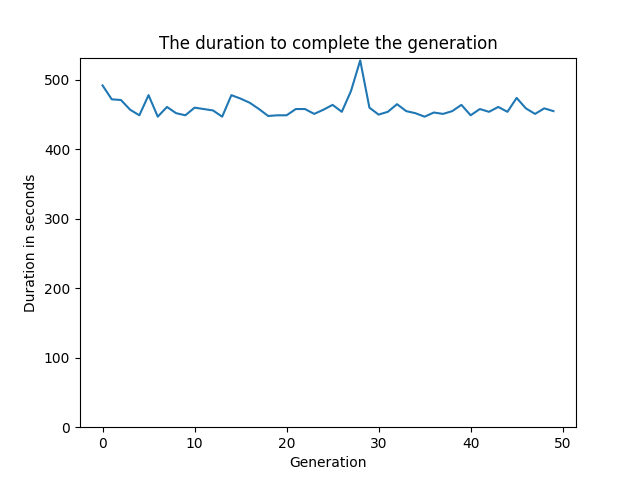 The duration to complete the generation
500
400
300
200
100
0
Duration in seconds
0 10 20 30 40 50
Generation